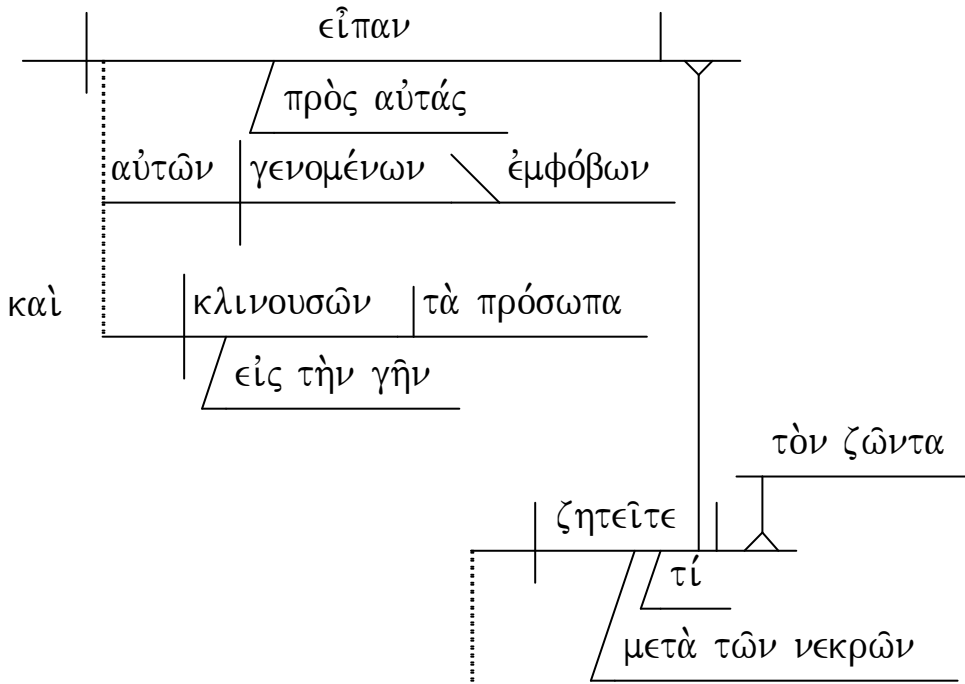 εἶπαν
πρὸς αὐτάς
αὐτῶν γενομένων ἐμφόβων
καὶ κλινουσῶν τὰ πρόσωπα
εἰς τὴν γῆν
τὸν ζῶντα
ζητεῖτε
τί
μετὰ τῶν νεκρῶν